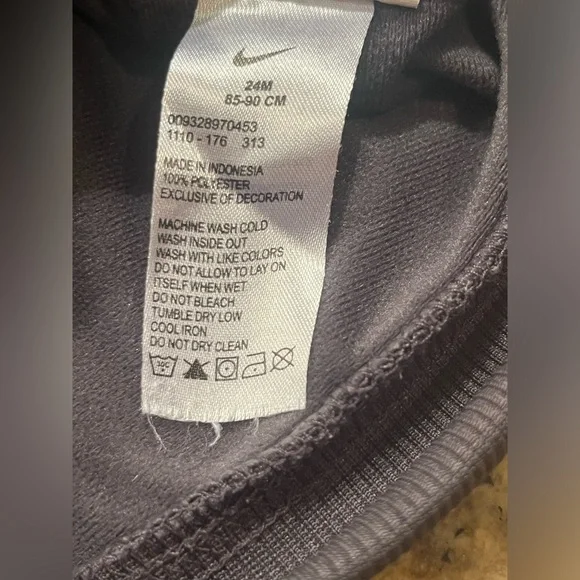 24M
85-90 CM
009328970453
1110 - 176 313
MADE IN INDONESIA
100% POLYESTER
EXCLUSIVE OF DECORATION
MACHINE WASH COLD
WASH INSIDE OUT
WASH WITH LIKE COLORS
DO NOT ALLOW TO LAY ON
ITSELF WHEN WET
DO NOT BLEACH
TUMBLE DRY LOW
COOL IRON
DO NOT DRY CLEAN
30C